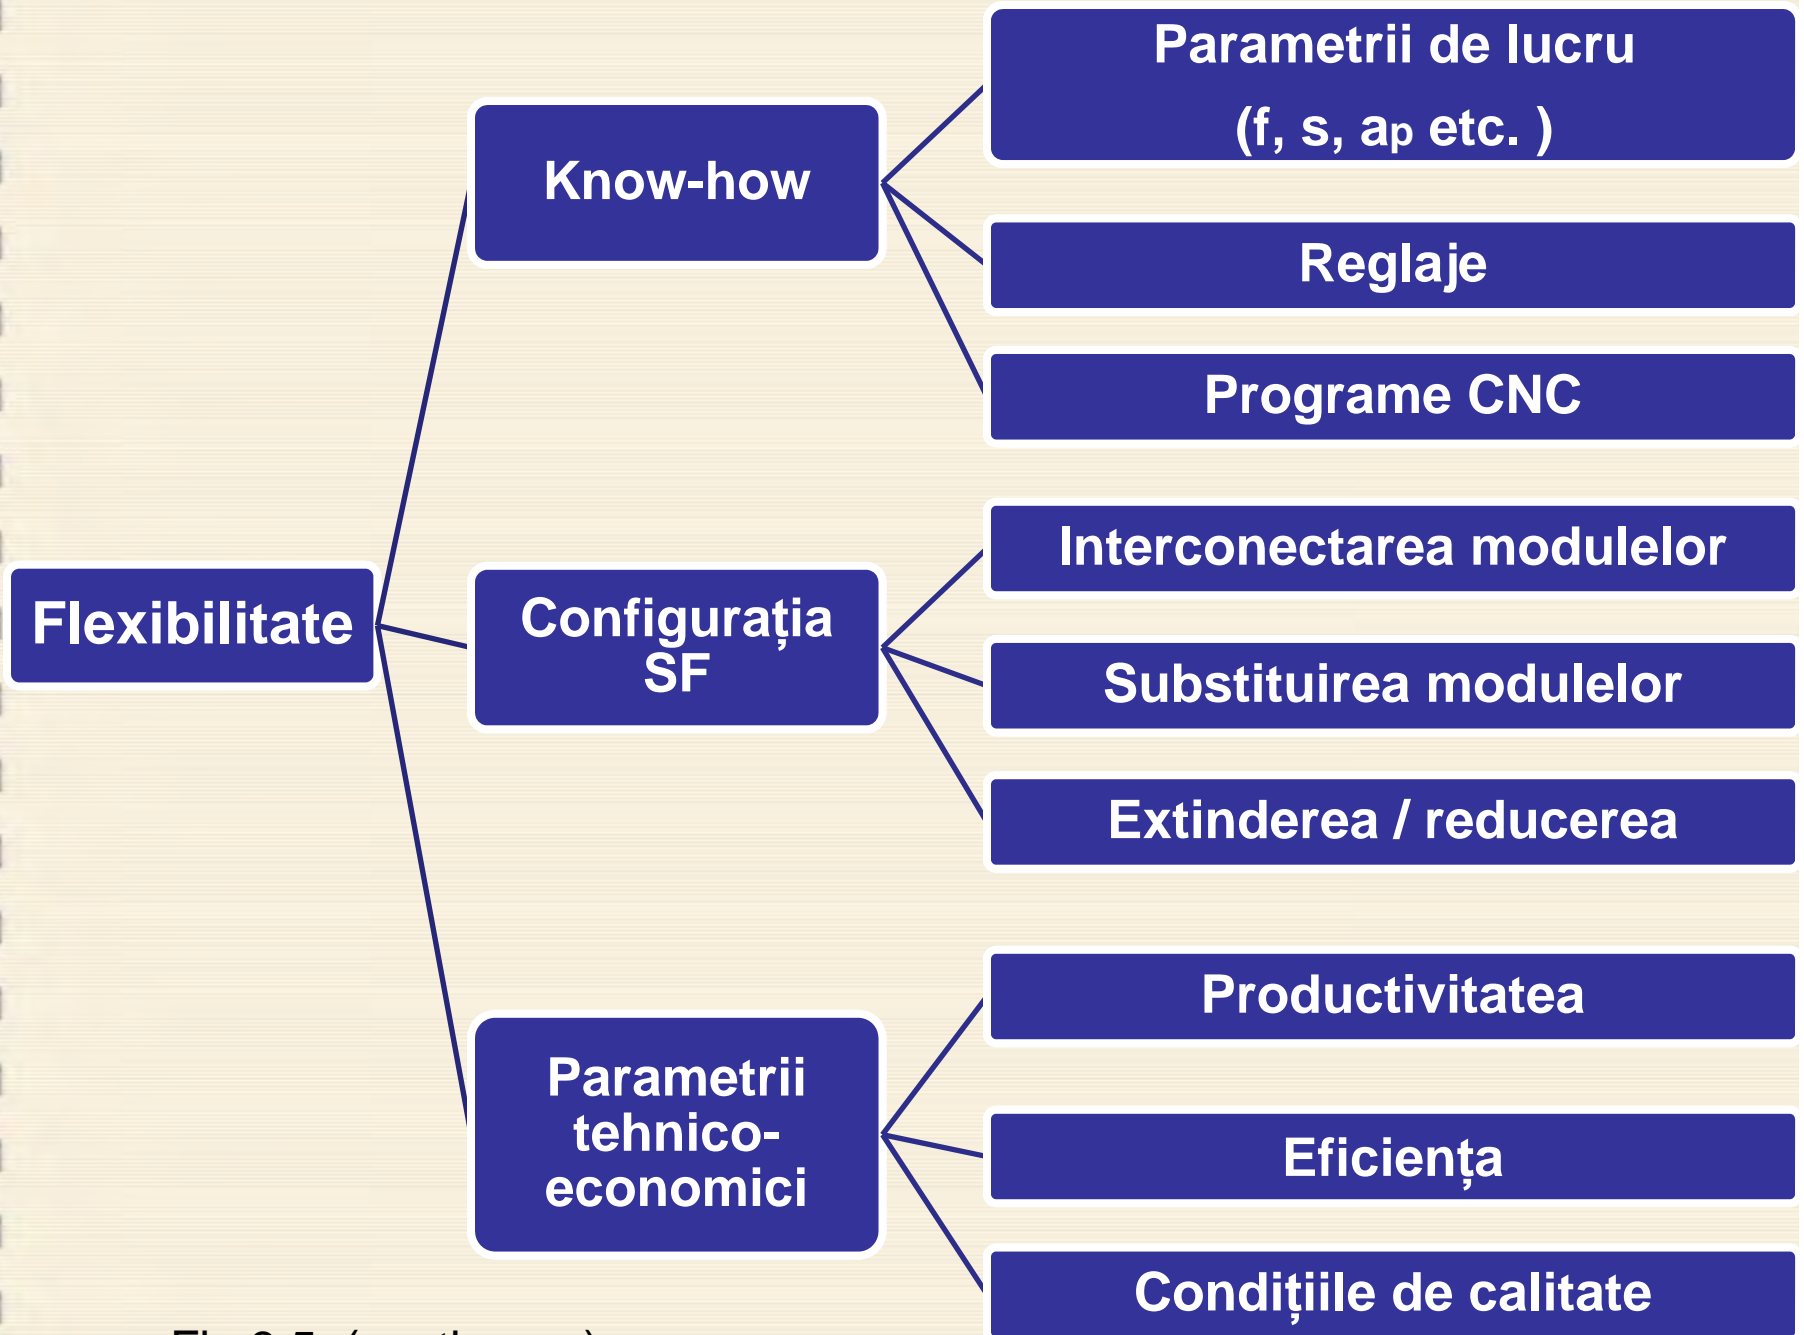 Flexibilitate
Know-how
Parametrii de lucru
(f, s, ap etc. )
Reglaje
Programe CNC
Configurația
SF
Interconectarea modulelor
Substituirea modulelor
Extinderea / reducerea
Parametrii
tehnico-
economici
Productivitatea
Eficiența
Condițiile de calitate